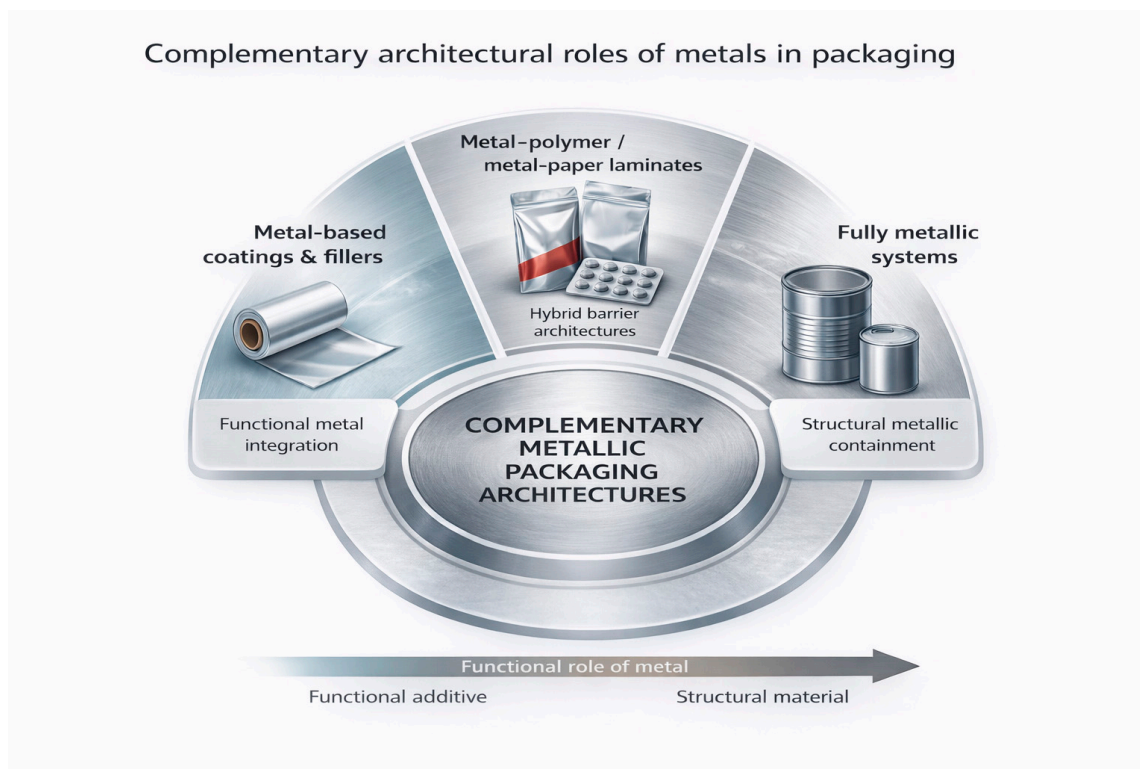 Complementary architectural roles of metals in packaging
Metal-polymer /
metal-paper laminates
Metal-based
coatings & fillers
Fully metallic
systems
Hybrid barrier
architectures
Functional metal
integration
Structural metallic
containment
COMPLEMENTARY
METALLIC
PACKAGING
ARCHITECTURES
Functional role of metal
Functional additive
Structural material